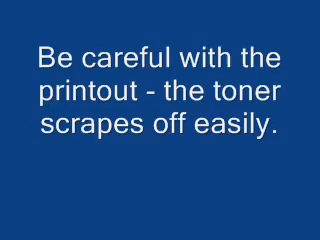 Be careful with the
printout - the toner
scrapes off easily.